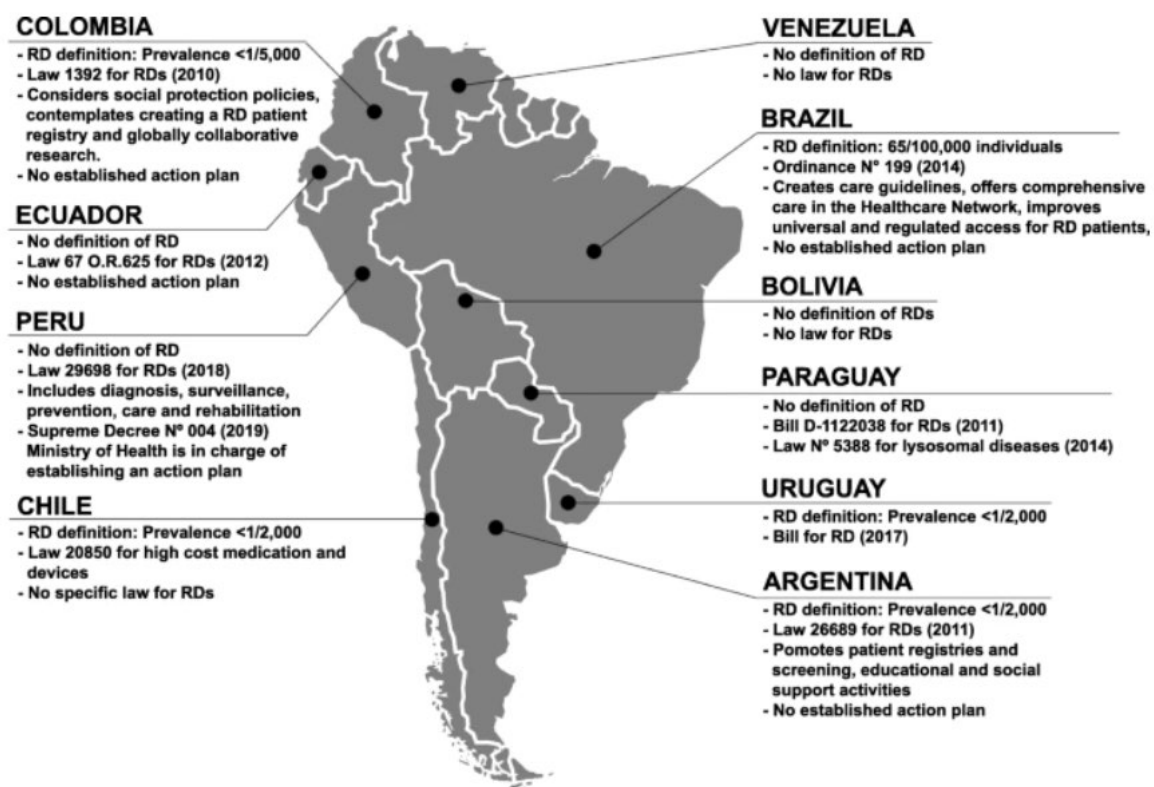 COLOMBIA
- RD definition: Prevalence <1/5,000
- Law 1392 for RDs (2010)
- Considers social protection policies,
contemplates creating a RD patient
registry and globally collaborative
research.
- No established action plan
ECUADOR
- No definition of RD
- Law 67 O.R.625 for RDs (2012)
- No established action plan
PERU
- No definition of RD
- Law 29698 for RDs (2018)
- Includes diagnosis, surveillance,
prevention, care and rehabilitation
- Supreme Decree Nº 004 (2019)
Ministry of Health is in charge of
establishing an action plan
CHILE
- RD definition: Prevalence <1/2,000
- Law 20850 for high cost medication and
devices
- No specific law for RDs
VENEZUELA
- No definition of RD
- No law for RDs
BRAZIL
- RD definition: 65/100,000 individuals
- Ordinance N° 199 (2014)
- Creates care guidelines, offers comprehensive
care in the Healthcare Network, improves
universal and regulated access for RD patients,
- No established action plan
BOLIVIA
- No definition of RDs
- No law for RDs
PARAGUAY
- No definition of RD
- Bill D-1122038 for RDs (2011)
- Law Nº 5388 for lysosomal diseases (2014)
URUGUAY
- RD definition: Prevalence <1/2,000
- Bill for RD (2017)
ARGENTINA
- RD definition: Prevalence <1/2,000
- Law 26689 for RDs (2011)
- Pomotes patient registries and
screening, educational and social
support activities
- No established action plan